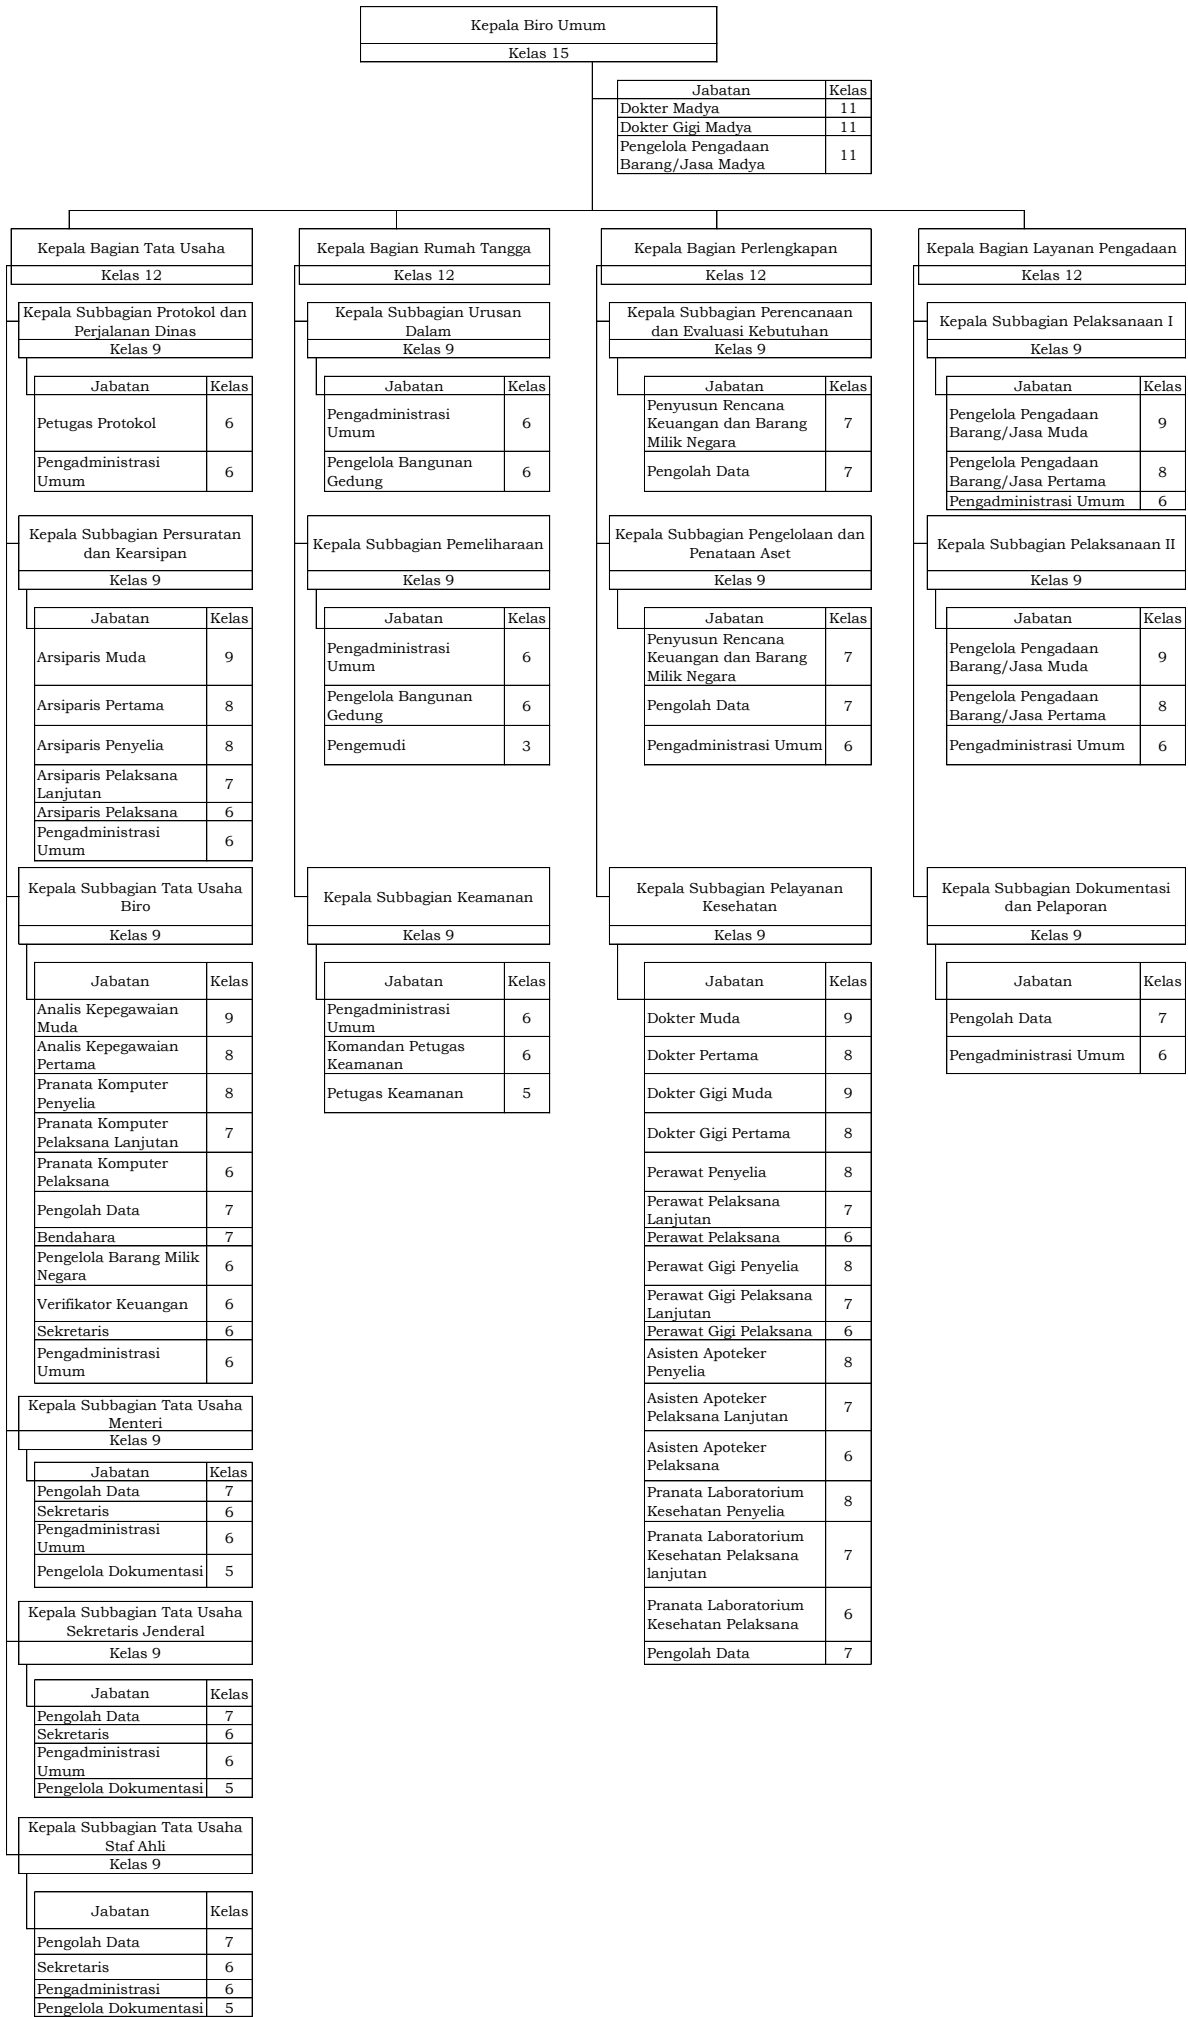 Kepala Biro Umum
Kelas 15
Jabatan Kelas
Dokter Madya 11
Dokter Gigi Madya 11
Pengelola Pengadaan
Barang/Jasa Madya 11
Kepala Bagian Tata Usaha
Kelas 12
Kepala Subbagian Protokol dan
Perjalanan Dinas
Kelas 9
Jabatan Kelas
Petugas Protokol 6
Pengadministrasi
Umum 6
Kepala Subbagian Persuratan
dan Kearsipan
Kelas 9
Jabatan Kelas
Arsiparis Muda 9
Arsiparis Pertama 8
Arsiparis Penyelia 8
Arsiparis Pelaksana
Lanjutan 7
Arsiparis Pelaksana 6
Pengadministrasi
Umum 6
Kepala Subbagian Tata Usaha
Biro
Kelas 9
Jabatan Kelas
Analis Kepegawaian
Muda 9
Analis Kepegawaian
Pertama 8
Pranata Komputer
Penyelia 8
Pranata Komputer
Pelaksana Lanjutan 7
Pranata Komputer
Pelaksana 6
Pengolah Data 7
Bendahara 7
Pengelola Barang Milik
Negara 6
Verifikator Keuangan 6
Sekretaris 6
Pengadministrasi
Umum 6
Kepala Subbagian Tata Usaha
Menteri
Kelas 9
Jabatan Kelas
Pengolah Data 7
Sekretaris 6
Pengadministrasi
Umum 6
Pengelola Dokumentasi 5
Kepala Subbagian Tata Usaha
Sekretaris Jenderal
Kelas 9
Jabatan Kelas
Pengolah Data 7
Sekretaris 6
Pengadministrasi
Umum 6
Pengelola Dokumentasi 5
Kepala Subbagian Tata Usaha
Staf Ahli
Kelas 9
Jabatan Kelas
Pengolah Data 7
Sekretaris 6
Pengadministrasi 6
Pengelola Dokumentasi 5
Kepala Bagian Rumah Tangga
Kelas 12
Kepala Subbagian Urusan
Dalam
Kelas 9
Jabatan Kelas
Pengadministrasi
Umum 6
Pengelola Bangunan
Gedung 6
Kepala Subbagian Pemeliharaan
Kelas 9
Jabatan Kelas
Pengadministrasi
Umum 6
Pengelola Bangunan
Gedung 6
Pengemudi 3
Kepala Subbagian Keamanan
Kelas 9
Jabatan Kelas
Pengadministrasi
Umum 6
Komandan Petugas
Keamanan 6
Petugas Keamanan 5
Kepala Bagian Perlengkapan
Kelas 12
Kepala Subbagian Perencanaan
dan Evaluasi Kebutuhan
Kelas 9
Jabatan Kelas
Penyusun Rencana
Keuangan dan Barang 7
Milik Negara
Pengolah Data 7
Kepala Subbagian Pengelolaan dan
Penataan Aset
Kelas 9
Jabatan Kelas
Penyusun Rencana
Keuangan dan Barang 7
Milik Negara
Pengolah Data 7
Pengadministrasi Umum 6
Kepala Subbagian Pelayanan
Kesehatan
Kelas 9
Jabatan Kelas
Dokter Muda 9
Dokter Pertama 8
Dokter Gigi Muda 9
Dokter Gigi Pertama 8
Perawat Penyelia 8
Perawat Pelaksana
Lanjutan 7
Perawat Pelaksana 6
Perawat Gigi Penyelia 8
Perawat Gigi Pelaksana
Lanjutan 7
Perawat Gigi Pelaksana 6
Asisten Apoteker
Penyelia 8
Asisten Apoteker
Pelaksana Lanjutan 7
Asisten Apoteker
Pelaksana 6
Pranata Laboratorium
Kesehatan Penyelia 8
Pranata Laboratorium
Kesehatan Pelaksana 7
lanjutan
Pranata Laboratorium
Kesehatan Pelaksana 6
Pengolah Data 7
Kepala Bagian Layanan Pengadaan
Kelas 12
Kepala Subbagian Pelaksanaan I
Kelas 9
Jabatan Kelas
Pengelola Pengadaan
Barang/Jasa Muda 9
Pengelola Pengadaan
Barang/Jasa Pertama 8
Pengadministrasi Umum 6
Kepala Subbagian Pelaksanaan II
Kelas 9
Jabatan Kelas
Pengelola Pengadaan
Barang/Jasa Muda 9
Pengelola Pengadaan
Barang/Jasa Pertama 8
Pengadministrasi Umum 6
Kepala Subbagian Dokumentasi
dan Pelaporan
Kelas 9
Jabatan Kelas
Pengolah Data 7
Pengadministrasi Umum 6